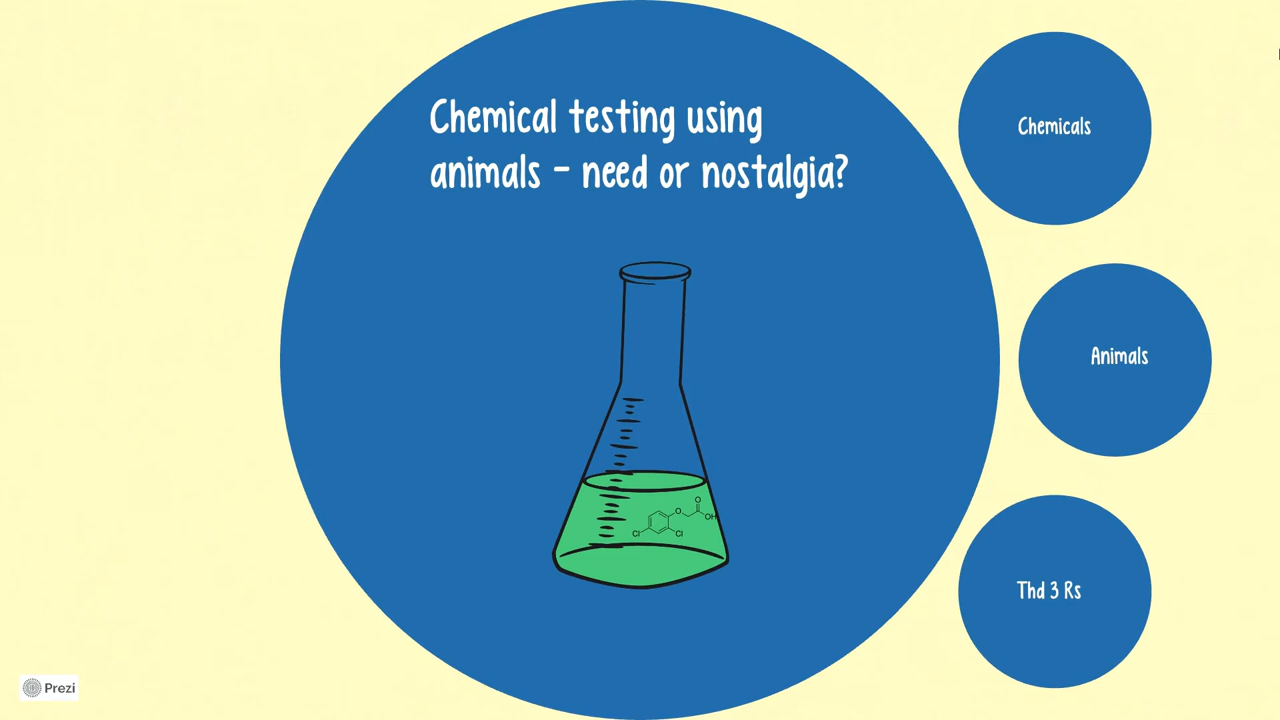 Chemical testing using
animals - need or nostalgia?
Chemicals
Animals
Thd 3 Rs
O
O
OH
Cl
Cl
Prezi